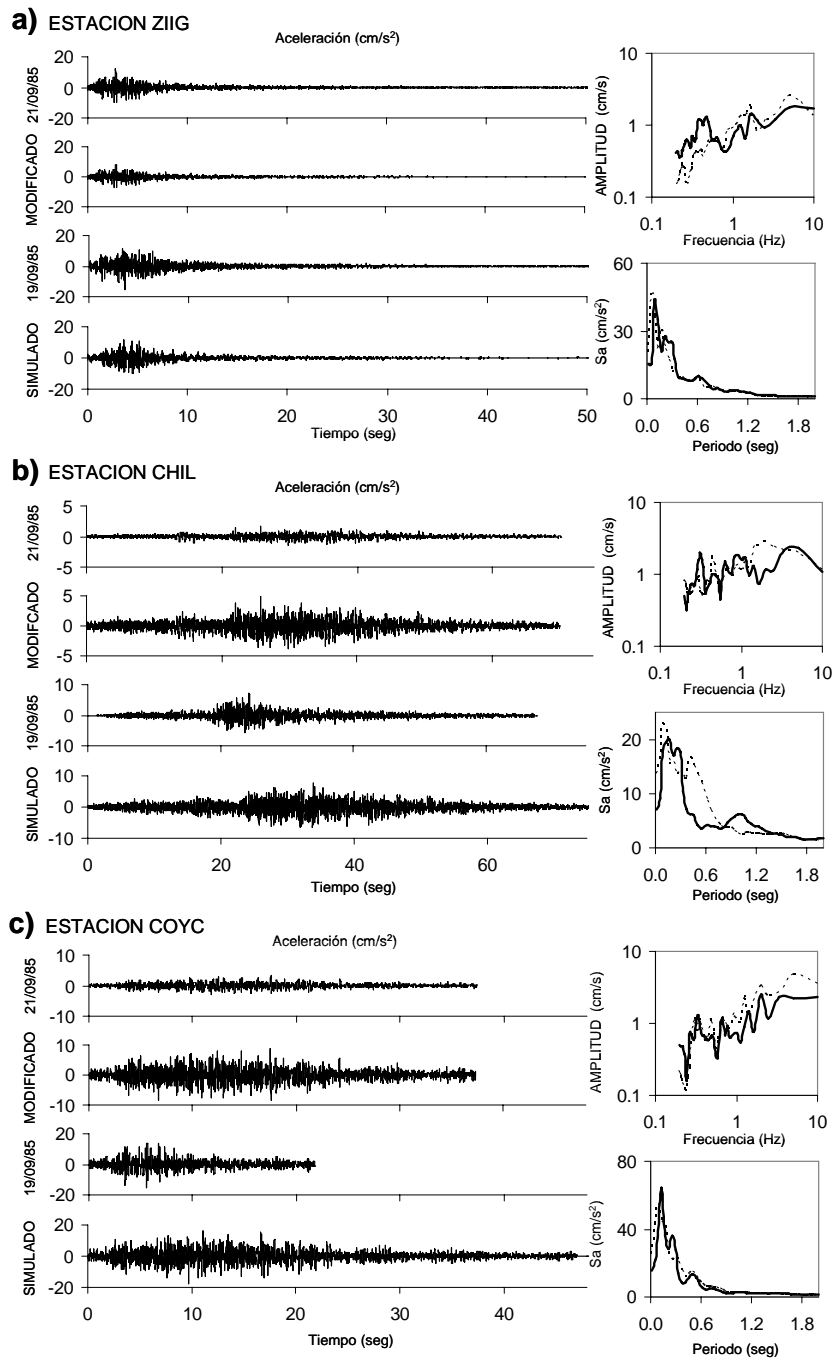 a) ESTACION ZIIG
Aceleración (cm/s²)
21/09/85
20
0
-20
MODIFICADO
20
0
-20
19/09/85
20
0
-20
SIMULADO
20
0
-20
0 10 20 30 40 50
Tiempo (seg)
AMPLITUD (cm/s)
10
1
0.1
0.1 1 10
Frecuencia (Hz)
Sa (cm/s²)
60
30
0
0.0 0.6 1.2 1.8
Periodo (seg)
b) ESTACION CHIL
Aceleración (cm/s²)
21/09/85
5
0
-5
MODIFCADO
5
0
-5
19/09/85
10
0
-10
SIMULADO
10
0
-10
0 20 40 60
Tiempo (seg)
AMPLITUD (cm/s)
10
1
0.1
0.1 1 10
Frecuencia (Hz)
Sa (cm/s²)
20
10
0
0.0 0.6 1.2 1.8
Periodo (seg)
c) ESTACION COYC
Aceleración (cm/s²)
21/09/85
10
0
-10
MODIFICADO
10
0
-10
19/09/85
20
0
-20
SIMULADO
20
0
-20
0 10 20 30 40
Tiempo (seg)
AMPLITUD (cm/s)
10
1
0.1
0.1 1 10
Frecuencia (Hz)
Sa (cm/s²)
80
40
0
0.0 0.6 1.2 1.8
Periodo (seg)